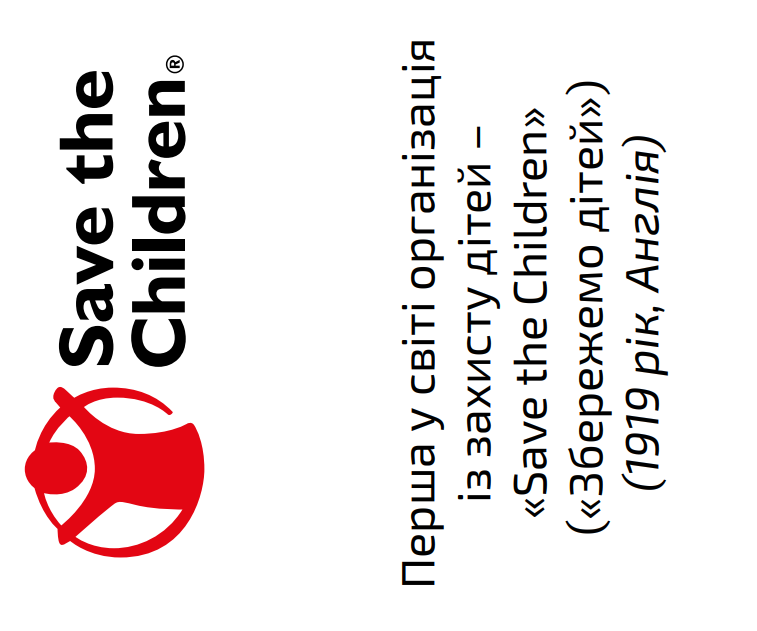 Save the
Children®
Перша у світі організація
із захисту дітей –
«Save the Children»
(«Збережемо дітей»)
(1919 рік, Англія)